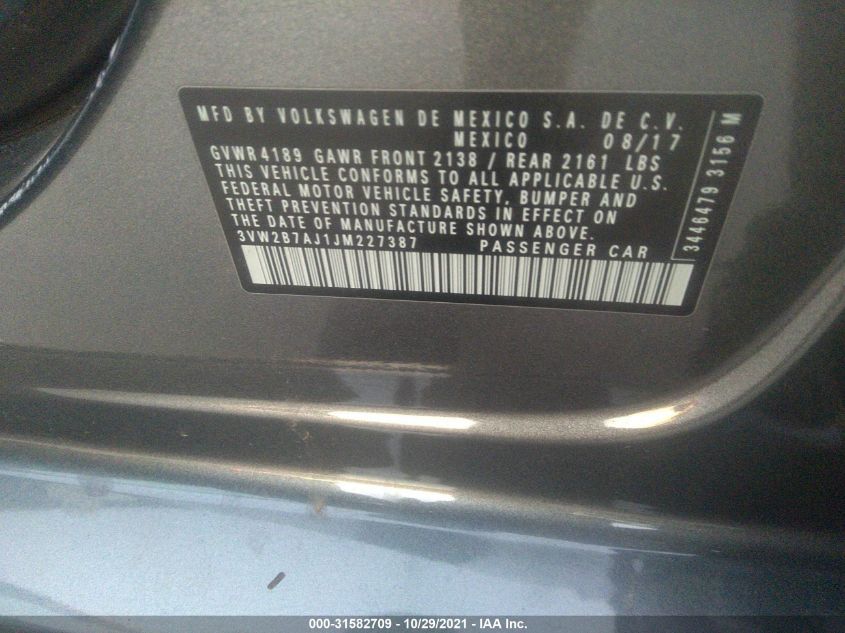 MFD BY VOLKSWAGEN DE MEXICO S.A. DE C.V.
MEXICO 08/17
GVWR 4189 GAWR FRONT 2138 / REAR 2161 LBS
THIS VEHICLE CONFORMS TO ALL APPLICABLE U.S.
FEDERAL MOTOR VEHICLE SAFETY, BUMPER AND
THEFT PREVENTION STANDARDS IN EFFECT ON
THE DATE OF MANUFACTURE SHOWN ABOVE.
3VW2B7AJ1JM227387 PASSENGER CAR
3446479 3156 M
000-31582709 - 10/29/2021 - IAA Inc.